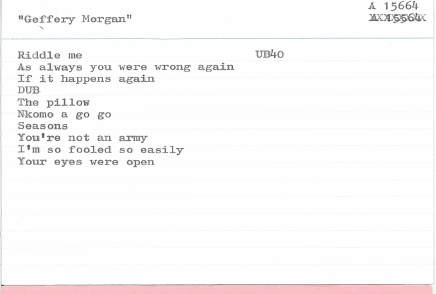 A 15664
"Geffery Morgan"
Riddle me UB40
As always you were wrong again
If it happens again
DUB
The pillow
Nkomo a go go
Seasons
You're not an army
I'm so fooled so easily
Your eyes were open